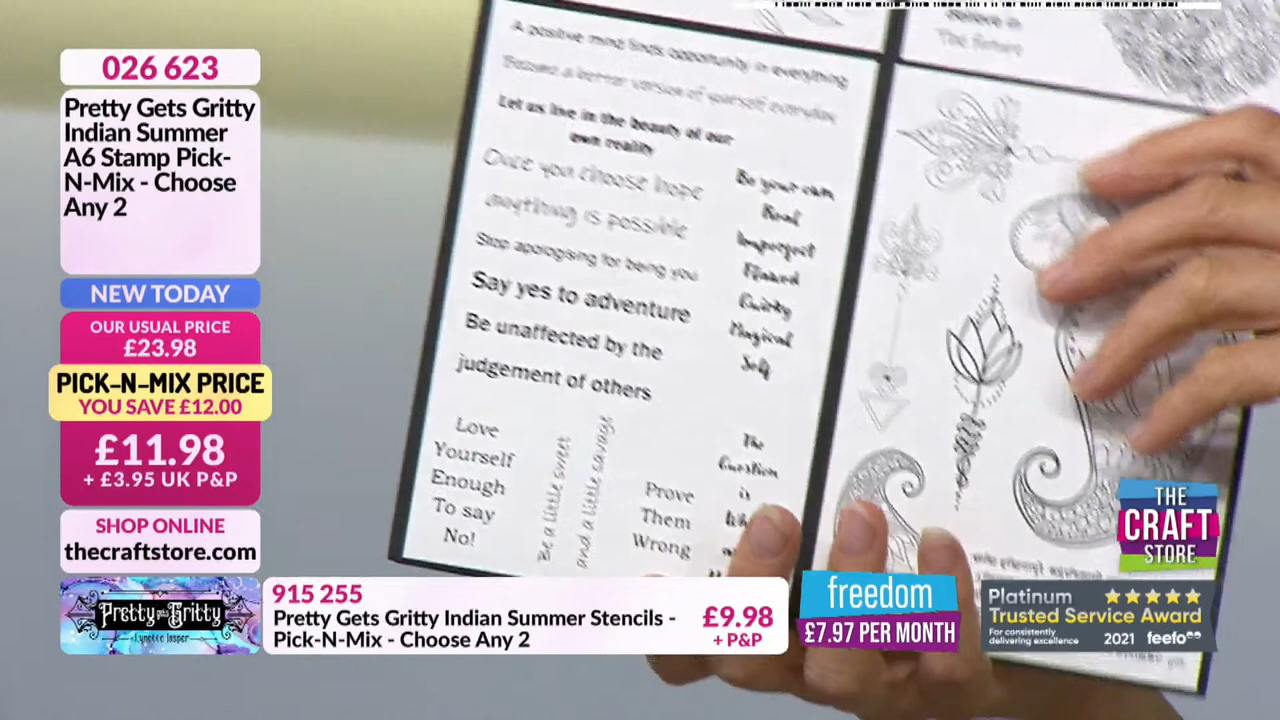 026 623
Pretty Gets Gritty
Indian Summer
A6 Stamp Pick-
N-Mix - Choose
Any 2
NEW TODAY
OUR USUAL PRICE
£23.98
PICK-N-MIX PRICE
YOU SAVE £12.00
£11.98
+ £3.95 UK P&P
SHOP ONLINE
thecraftstore.com
A positive mind finds opportunity in everything
Become a better version of yourself everyday
Let us live in the beauty of our
own reality
Once you choose hope
anything is possible
Stop apologising for being you
Say yes to adventure
Be unaffected by the
judgement of others
Love
Yourself
Enough
To say
No!
Be a little sweet
and a little savage
Prove
Them
Wrong
Be your own
Real
Imperfect
Flawed
Quirky
Magical
Self
The
Question
is
The future
THE
CRAFT
STORE
Pretty gets Gritty
Lynette Jasper
915 255
Pretty Gets Gritty Indian Summer Stencils -
Pick-N-Mix - Choose Any 2
£9.98
+ P&P
freedom
£7.97 PER MONTH
Platinum
Trusted Service Award
For consistently
delivering excellence
2021 feefo